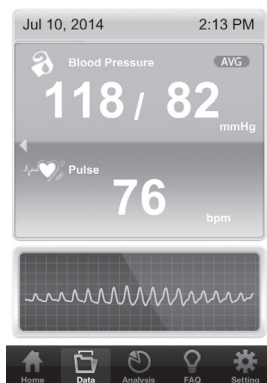 Jul 10, 2014 2:13 PM
Blood Pressure AVG
118 / 82
mmHg
Pulse
76
bpm
Home Data Analysis FAQ Setting